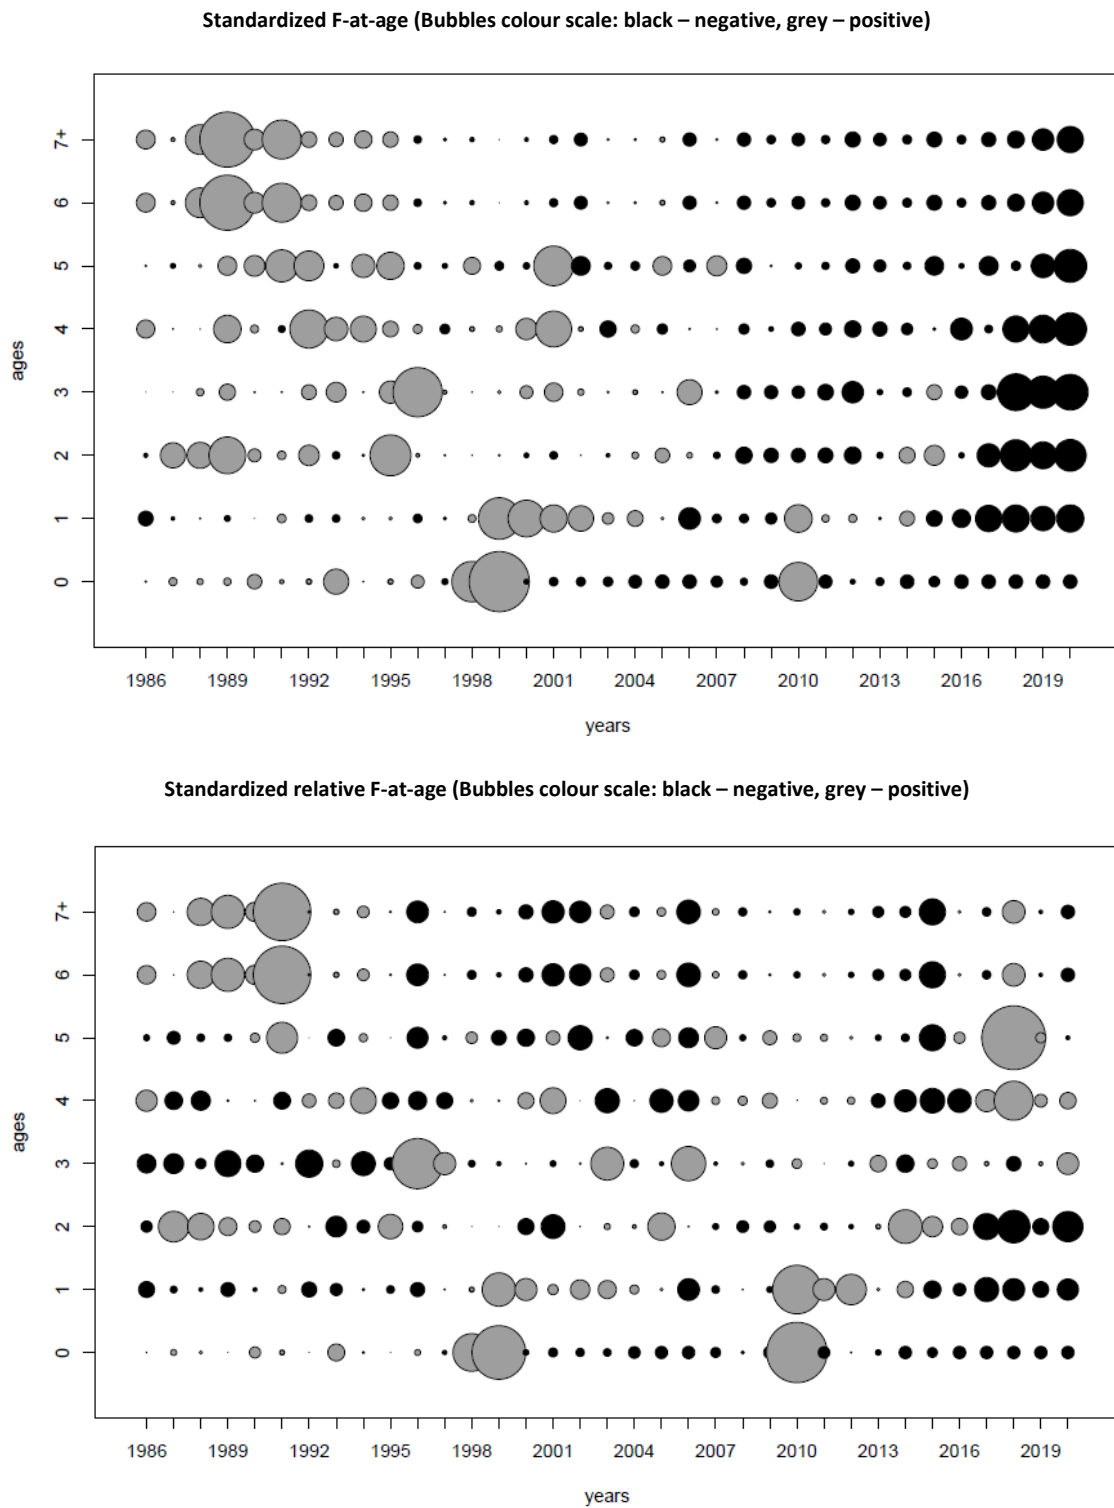 Standardized F-at-age (Bubbles colour scale: black – negative, grey – positive)
7+
6
5
4
3
2
1
0
ages
1986 1989 1992 1995 1998 2001 2004 2007 2010 2013 2016 2019
years
Standardized relative F-at-age (Bubbles colour scale: black – negative, grey – positive)
7+
6
5
4
3
2
1
0
ages
1986 1989 1992 1995 1998 2001 2004 2007 2010 2013 2016 2019
years